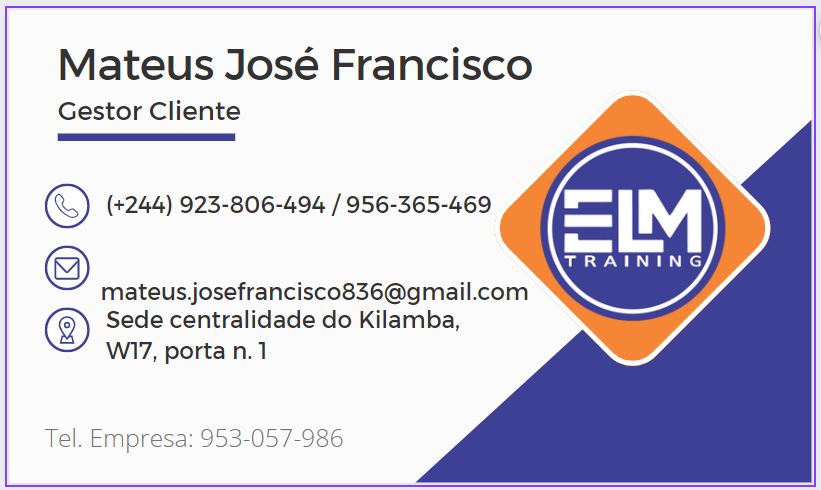 Mateus José Francisco
Gestor Cliente
(+244) 923-806-494 / 956-365-469
mateus.josefrancisco836@gmail.com
Sede centralidade do Kilamba,
W17, porta n. 1
Tel. Empresa: 953-057-986
ELM
TRAINING